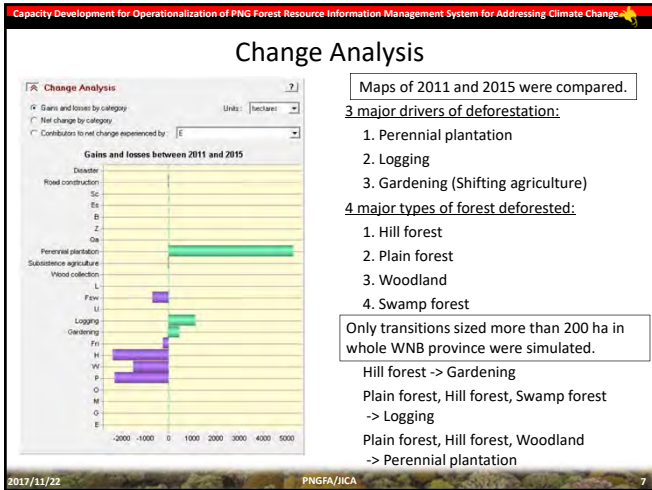 Capacity Development for Operationalization of PNG Forest Resource Information Management System for Addressing Climate Change
Change Analysis
Change Analysis
?
Gains and losses by category
Units : hectares
Net change by category
Contributors to net change experienced by : E
Gains and losses between 2011 and 2015
Disaster
Road construction
Sc
Es
B
Z
Qa
Perennial plantation
Subsistence agriculture
Wood collection
L
Fsw
U
Logging
Gardening
Fri
H
W
P
O
M
G
E
-2000 -1000 0 1000 2000 3000 4000 5000
Maps of 2011 and 2015 were compared.
3 major drivers of deforestation:
1. Perennial plantation
2. Logging
3. Gardening (Shifting agriculture)
4 major types of forest deforested:
1. Hill forest
2. Plain forest
3. Woodland
4. Swamp forest
Only transitions sized more than 200 ha in
whole WNB province were simulated.
Hill forest -> Gardening
Plain forest, Hill forest, Swamp forest
-> Logging
Plain forest, Hill forest, Woodland
-> Perennial plantation
2017/11/22
PNGFA/JICA
7